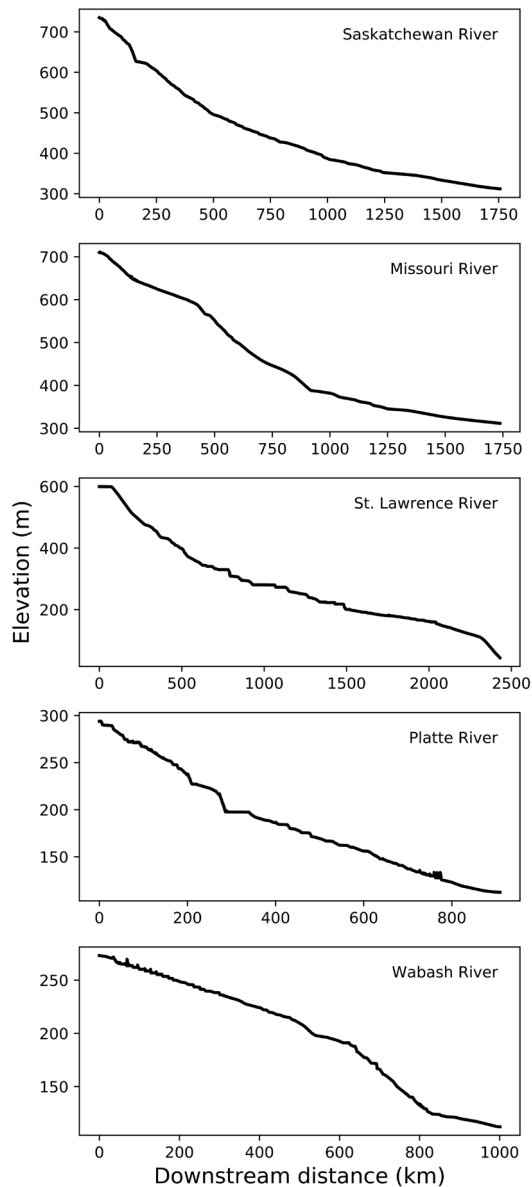 Saskatchewan River
700
600
500
400
300
0 250 500 750 1000 1250 1500 1750
Missouri River
700
600
500
400
300
0 250 500 750 1000 1250 1500 1750
St. Lawrence River
600
400
200
0 500 1000 1500 2000 2500
Elevation (m)
Platte River
300
250
200
150
0 200 400 600 800
Wabash River
250
200
150
0 200 400 600 800 1000
Downstream distance (km)